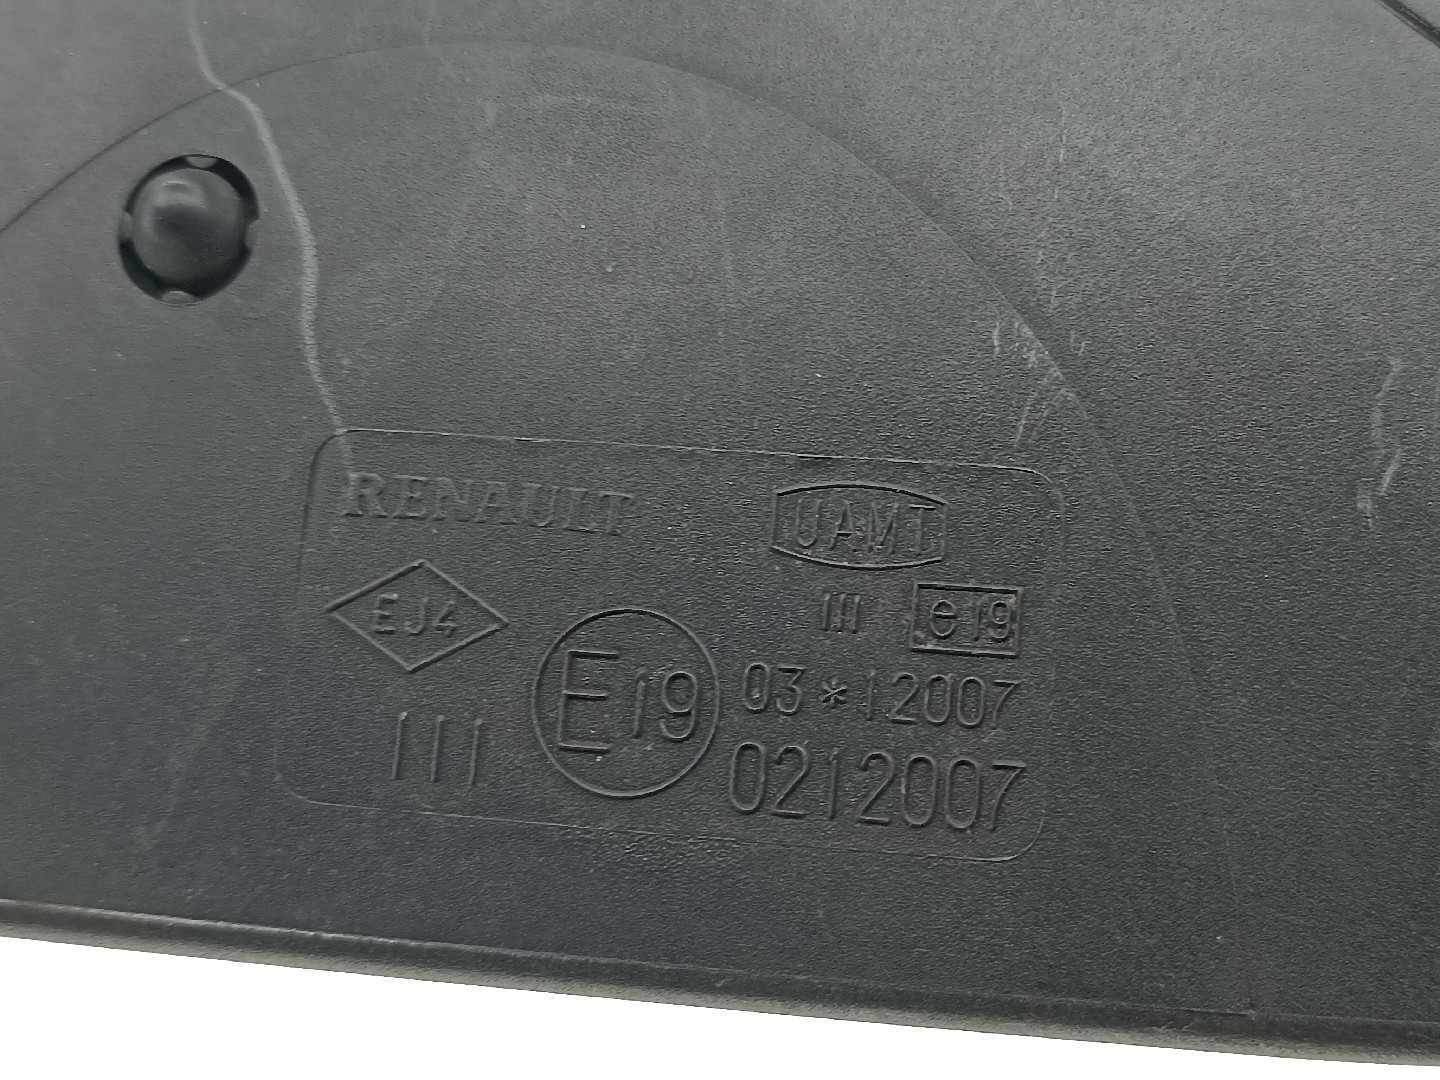 RENAULT UAMT
EJ4 III e19
III E19 03*12007
0212007